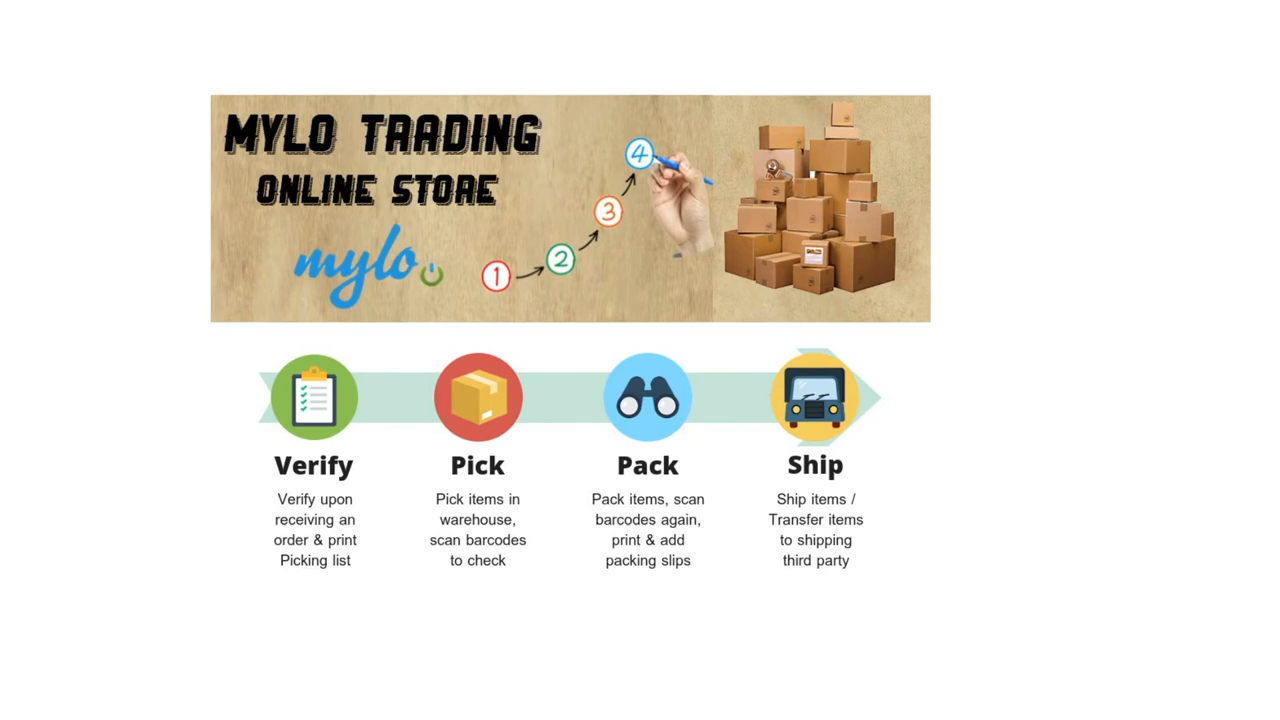 MYLO TRADING
ONLINE STORE
mylo
1
2
3
4
Verify
Verify upon
receiving an
order & print
Picking list
Pick
Pick items in
warehouse,
scan barcodes
to check
Pack
Pack items, scan
barcodes again,
print & add
packing slips
Ship
Ship items /
Transfer items
to shipping
third party